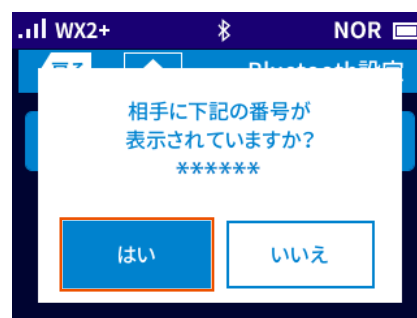 WX2+ NOR
Bluetooth設定
相手に下記の番号が
表示されていますか?
******
はい いいえ